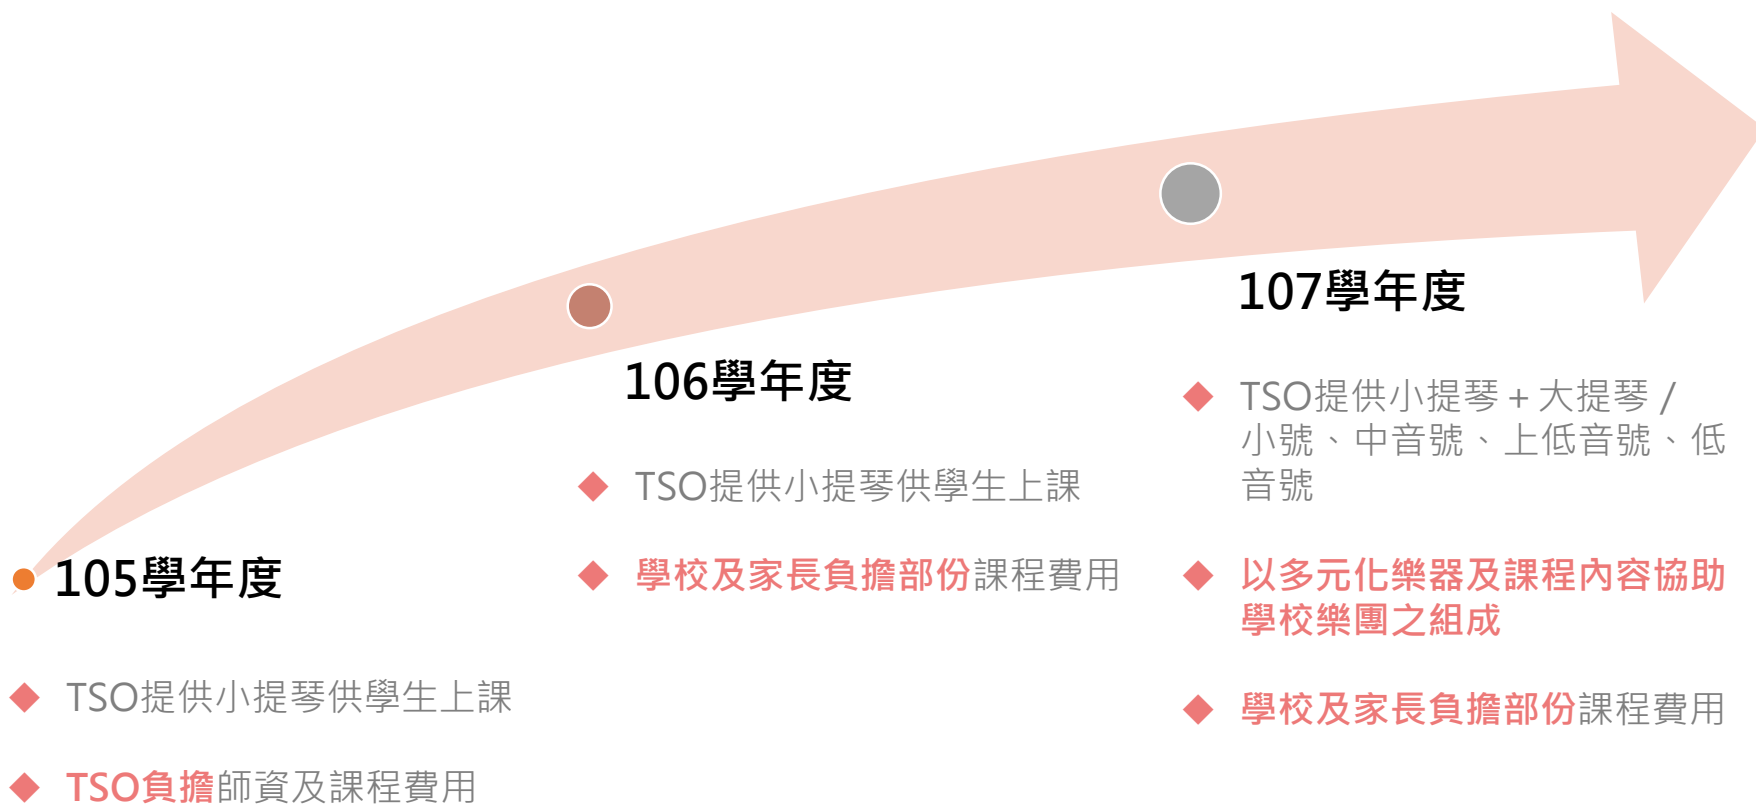 105學年度
TSO提供小提琴供學生上課
TSO負擔師資及課程費用
106學年度
TSO提供小提琴供學生上課
學校及家長負擔部份課程費用
107學年度
TSO提供小提琴 + 大提琴 /
小號、中音號、上低音號、低
音號
以多元化樂器及課程內容協助
學校樂團之組成
學校及家長負擔部份課程費用